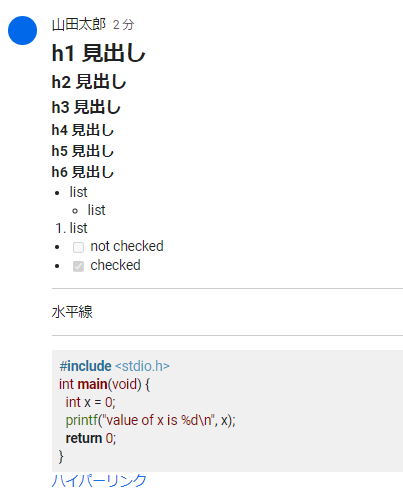 山田太郎 2 分
h1 見出し
h2 見出し
h3 見出し
h4 見出し
h5 見出し
h6 見出し
list
list
1. list
not checked
checked
水平線
#include <stdio.h>
int main(void) {
int x = 0;
printf("value of x is %d\n", x);
return 0;
}
ハイパーリンク